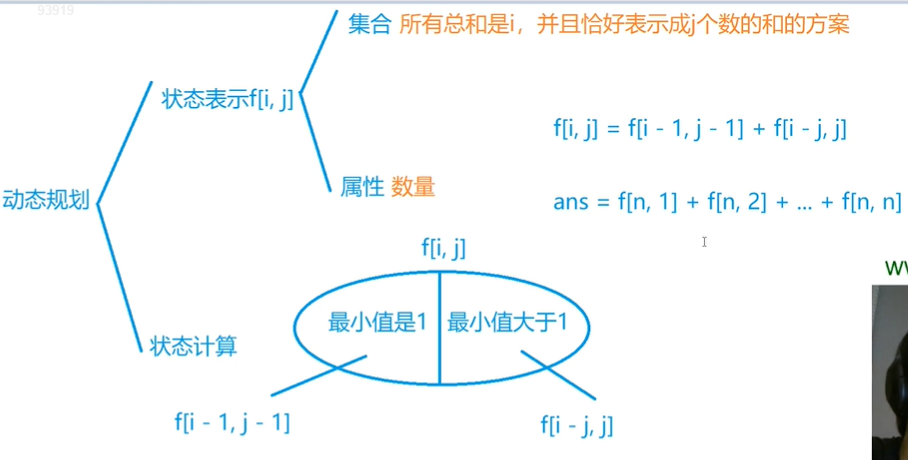 93919
集合 所有总和是i，并且恰好表示成j个数的和的方案
状态表示f[i, j]
f[i, j] = f[i - 1, j - 1] + f[i - j, j]
属性 数量
动态规划
ans = f[n, 1] + f[n, 2] + ... + f[n, n]
f[i, j]
最小值是1
最小值大于1
状态计算
f[i - 1, j - 1]
f[i - j, j]